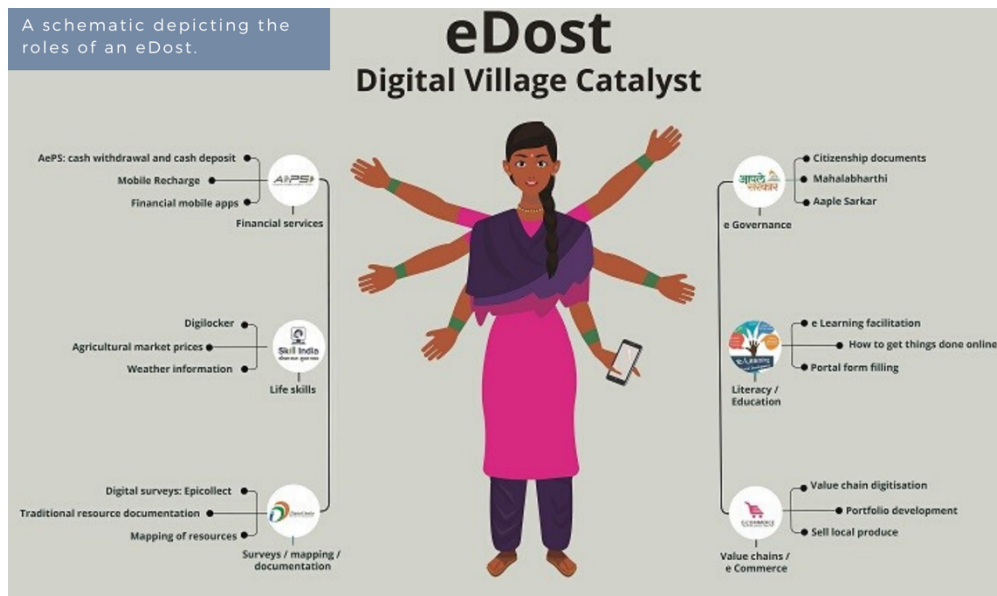 A schematic depicting the
roles of an eDost.
eDost
Digital Village Catalyst
AePS: cash withdrawal and cash deposit
Mobile Recharge
Financial mobile apps
AePS
Financial services
Digilocker
Agricultural market prices
Weather information
Skill India
Life skills
Digital surveys: Epicollect
Traditional resource documentation
Mapping of resources
Surveys / mapping /
documentation
आपले
सरकार
e Governance
Citizenship documents
Mahalabharthi
Aaple Sarkar
Literacy /
Education
e Learning facilitation
How to get things done online
Portal form filling
E-COMMERCE
Value chains /
e Commerce
Value chain digitisation
Portfolio development
Sell local produce